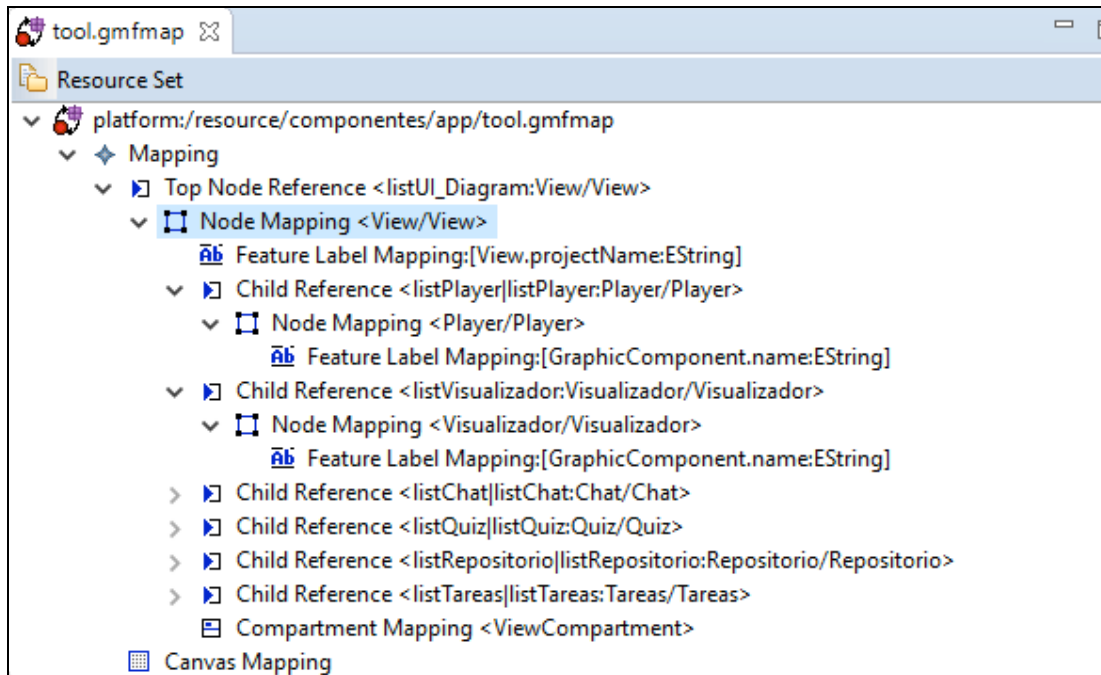 tool.gmfmap
Resource Set
platform:/resource/componentes/app/tool.gmfmap
Mapping
Top Node Reference <listUI_Diagram:View/View>
Node Mapping <View/View>
Ab Feature Label Mapping:[View.projectName:EString]
Child Reference <listPlayer|listPlayer:Player/Player>
Node Mapping <Player/Player>
Ab Feature Label Mapping:[GraphicComponent.name:EString]
Child Reference <listVisualizador:Visualizador/Visualizador>
Node Mapping <Visualizador/Visualizador>
Ab Feature Label Mapping:[GraphicComponent.name:EString]
Child Reference <listChat|listChat:Chat/Chat>
Child Reference <listQuiz|listQuiz:Quiz/Quiz>
Child Reference <listRepositorio|listRepositorio:Repositorio/Repositorio>
Child Reference <listTareas|listTareas:Tareas/Tareas>
Compartment Mapping <ViewCompartment>
Canvas Mapping